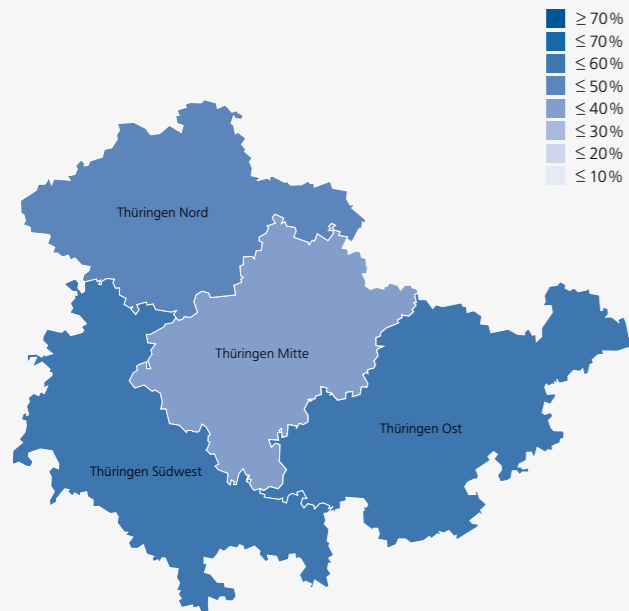 ≥ 70 %
≤ 70 %
≤ 60 %
≤ 50 %
≤ 40 %
≤ 30 %
≤ 20 %
≤ 10 %
Thüringen Nord
Thüringen Mitte
Thüringen Ost
Thüringen Südwest